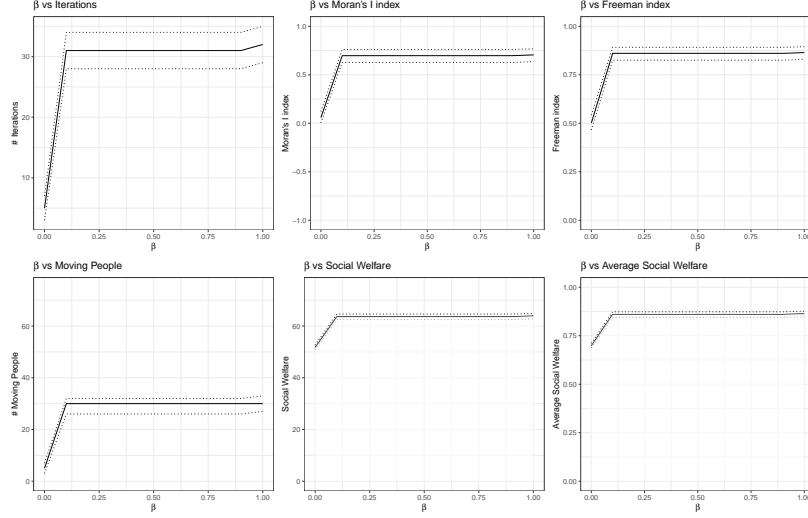 β vs Iterations
β vs Moran's I index
β vs Freeman index
# Iterations
30
20
10
0.00 0.25 0.50 0.75 1.00
β
Moran's I index
1.0
0.5
0.0
−0.5
−1.0
0.00 0.25 0.50 0.75 1.00
β
Freeman index
1.00
0.75
0.50
0.25
0.00
0.00 0.25 0.50 0.75 1.00
β
β vs Moving People
β vs Social Welfare
β vs Average Social Welfare
# Moving People
60
40
20
0
0.00 0.25 0.50 0.75 1.00
β
Social Welfare
60
40
20
0
0.00 0.25 0.50 0.75 1.00
β
Average Social Welfare
1.00
0.75
0.50
0.25
0.00
0.00 0.25 0.50 0.75 1.00
β